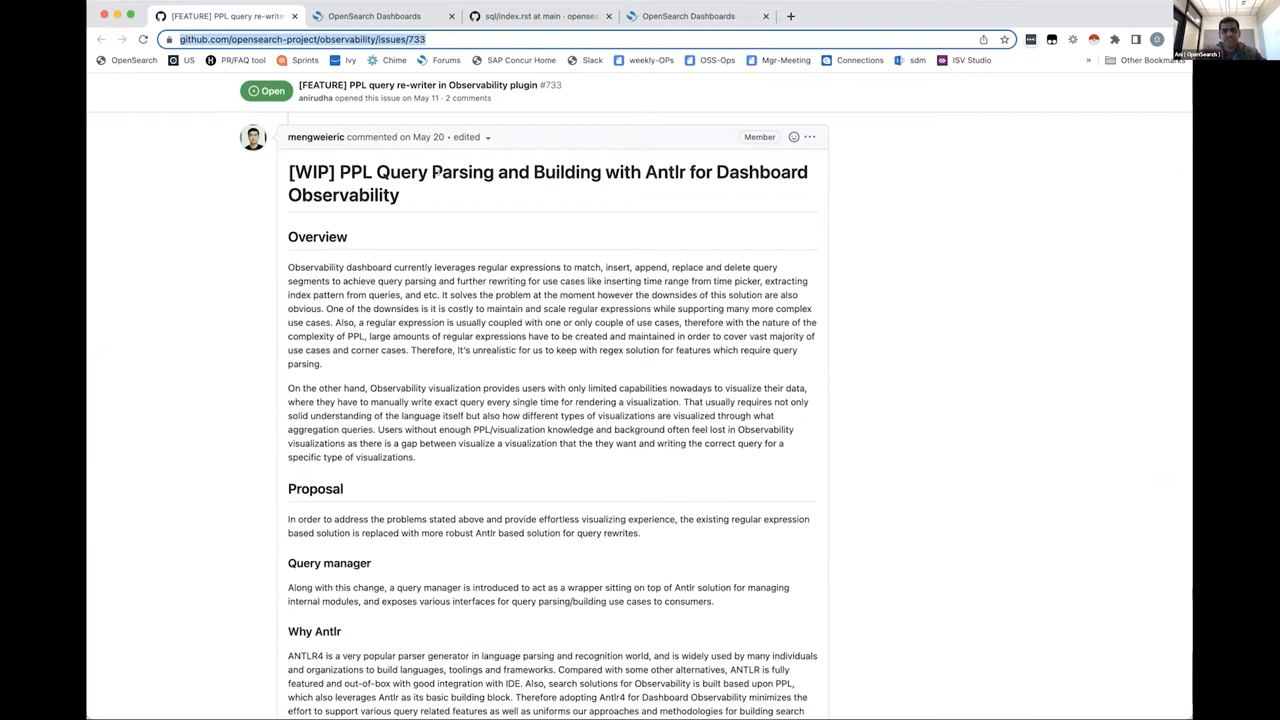 [FEATURE] PPL query re-write
OpenSearch Dashboards
sql/index.rst at main · opensea
OpenSearch Dashboards
github.com/opensearch-project/observability/issues/733
OpenSearch
US
PR/FAQ tool
Sprints
Ivy
Chime
Forums
SAP Concur Home
Slack
weekly-OPs
OSS-Ops
Mgr-Meeting
Connections
sdm
ISV Studio
»
Other Bookmarks
Ani [ OpenSearch ]
Open
[FEATURE] PPL query re-writer in Observability plugin #733
anirudha opened this issue on May 11 · 2 comments
mengweieric commented on May 20 • edited
Member
[WIP] PPL Query Parsing and Building with Antlr for Dashboard
Observability
Overview
Observability dashboard currently leverages regular expressions to match, insert, append, replace and delete query
segments to achieve query parsing and further rewriting for use cases like inserting time range from time picker, extracting
index pattern from queries, and etc. It solves the problem at the moment however the downsides of this solution are also
obvious. One of the downsides is it is costly to maintain and scale regular expressions while supporting many more complex
use cases. Also, a regular expression is usually coupled with one or only couple of use cases, therefore with the nature of the
complexity of PPL, large amounts of regular expressions have to be created and maintained in order to cover vast majority of
use cases and corner cases. Therefore, It's unrealistic for us to keep with regex solution for features which require query
parsing.
On the other hand, Observability visualization provides users with only limited capabilities nowadays to visualize their data,
where they have to manually write exact query every single time for rendering a visualization. That usually requires not only
solid understanding of the language itself but also how different types of visualizations are visualized through what
aggregation queries. Users without enough PPL/visualization knowledge and background often feel lost in Observability
visualizations as there is a gap between visualize a visualization that the they want and writing the correct query for a
specific type of visualizations.
Proposal
In order to address the problems stated above and provide effortless visualizing experience, the existing regular expression
based solution is replaced with more robust Antlr based solution for query rewrites.
Query manager
Along with this change, a query manager is introduced to act as a wrapper sitting on top of Antlr solution for managing
internal modules, and exposes various interfaces for query parsing/building use cases to consumers.
Why Antlr
ANTLR4 is a very popular parser generator in language parsing and recognition world, and is widely used by many individuals
and organizations to build languages, toolings and frameworks. Compared with some other alternatives, ANTLR is fully
featured and out-of-box with good integration with IDE. Also, search solutions for Observability is built based upon PPL,
which also leverages Antlr as its basic building block. Therefore adopting Antlr4 for Dashboard Observability minimizes the
effort to support various query related features as well as uniforms our approaches and methodologies for building search